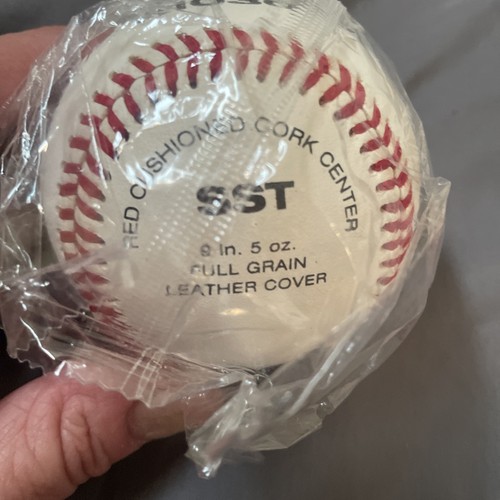 RED CUSHIONED CORK CENTER
SST
9 in. 5 oz.
FULL GRAIN
LEATHER COVER